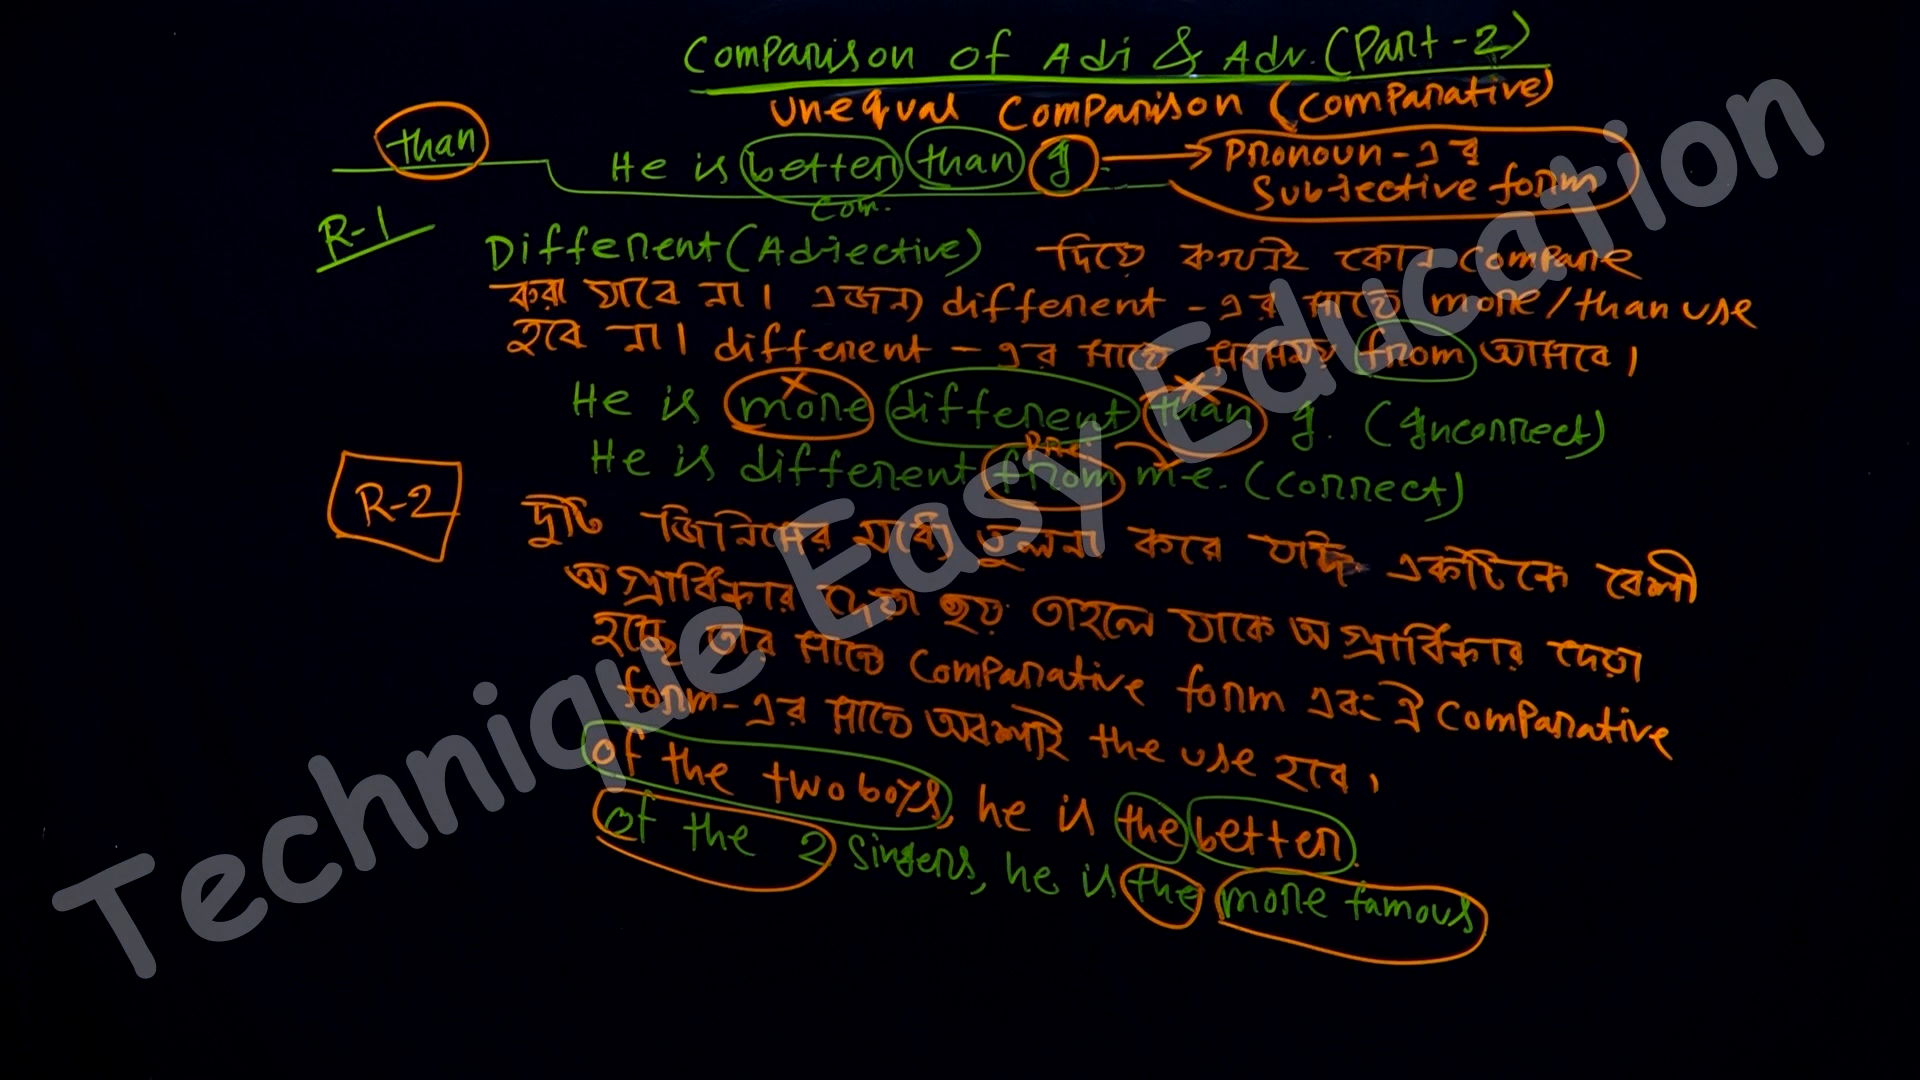 Comparison of Adj & Adv. (Part-2)
Unequal Comparison (Comparative)
than He is better than I → Pronoun-এর
com. Subjective form
R-1
Different (Adjective) দিয়ে কখনই কোন Compare
করা যাবে না। এজন্য different -এর সাথে more/than use
হবে না। different -এর সাথে সবসময় from আসবে।
He is more different than I. (Incorrect)
Pre.
He is different from me. (Correct)
R-2
দুটি জিনিসের মধ্যে তুলনা করে যদি একটিকে বেশী
অগ্রাধিকার দেয়া হয় তাহলে যাকে অগ্রাধিকার দেয়া
হচ্ছে তার সাথে Comparative form এবং ঐ Comparative
form-এর সাথে অবশ্যই the use হবে।
of the two boys, he is the better.
of the 2 singers, he is the more famous
Technique Easy Education